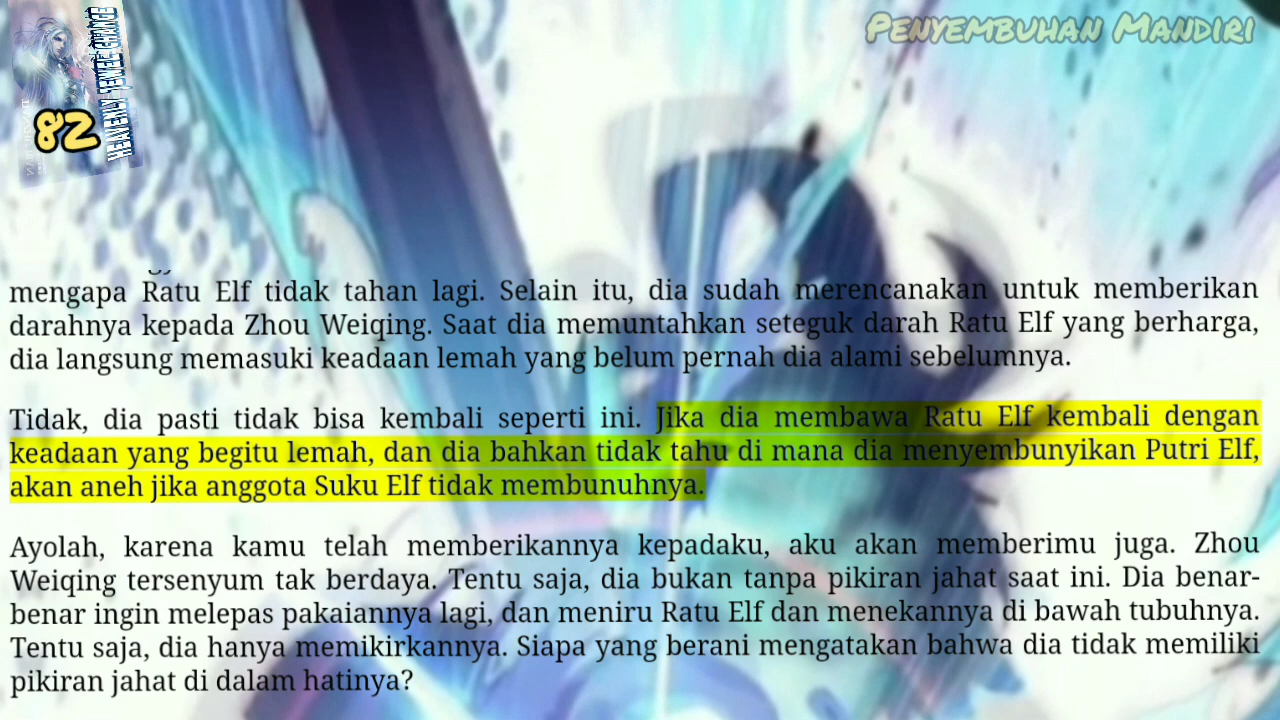 HEAVENLY JEWEL CHANGE
82
PENYEMBUHAN MANDIRI
mengapa Ratu Elf tidak tahan lagi. Selain itu, dia sudah merencanakan untuk memberikan
darahnya kepada Zhou Weiqing. Saat dia memuntahkan seteguk darah Ratu Elf yang berharga,
dia langsung memasuki keadaan lemah yang belum pernah dia alami sebelumnya.
Tidak, dia pasti tidak bisa kembali seperti ini. Jika dia membawa Ratu Elf kembali dengan
keadaan yang begitu lemah, dan dia bahkan tidak tahu di mana dia menyembunyikan Putri Elf,
akan aneh jika anggota Suku Elf tidak membunuhnya.
Ayolah, karena kamu telah memberikannya kepadaku, aku akan memberimu juga. Zhou
Weiqing tersenyum tak berdaya. Tentu saja, dia bukan tanpa pikiran jahat saat ini. Dia benar-
benar ingin melepas pakaiannya lagi, dan meniru Ratu Elf dan menekannya di bawah tubuhnya.
Tentu saja, dia hanya memikirkannya. Siapa yang berani mengatakan bahwa dia tidak memiliki
pikiran jahat di dalam hatinya?